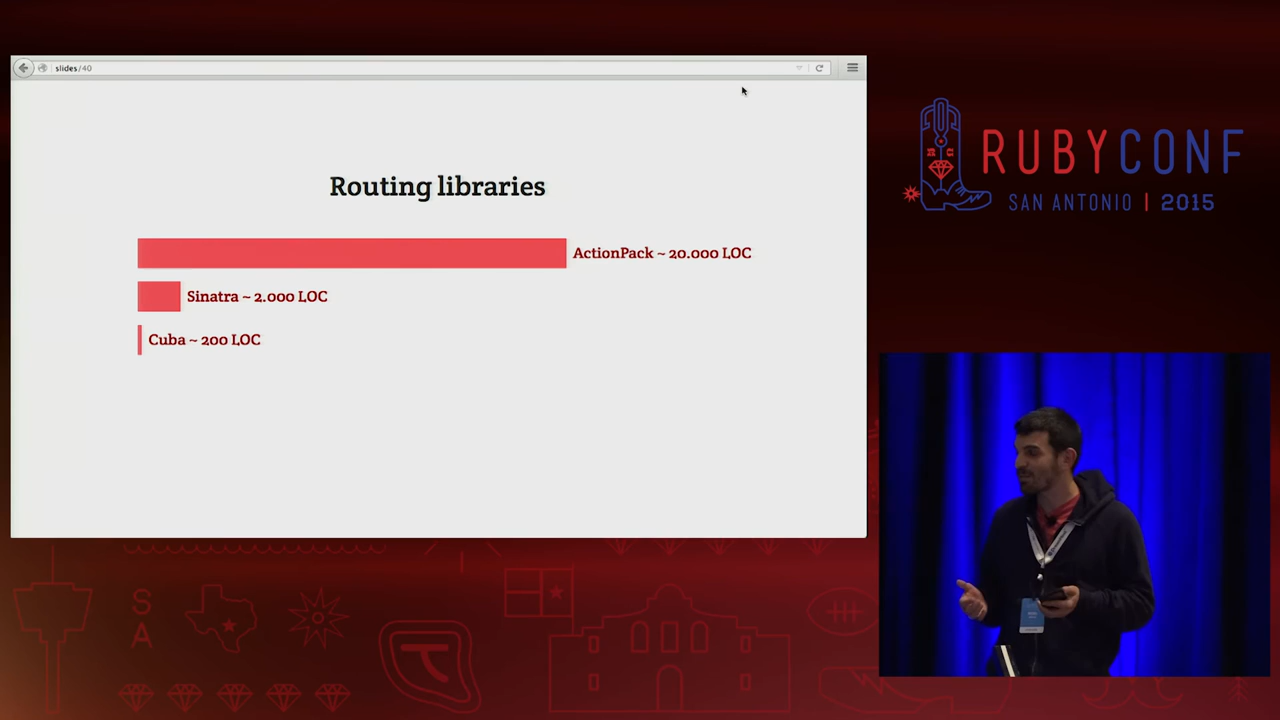 slides/40
Routing libraries
ActionPack ~ 20.000 LOC
Sinatra ~ 2.000 LOC
Cuba ~ 200 LOC
RUBYCONF
SAN ANTONIO | 2015
S
A